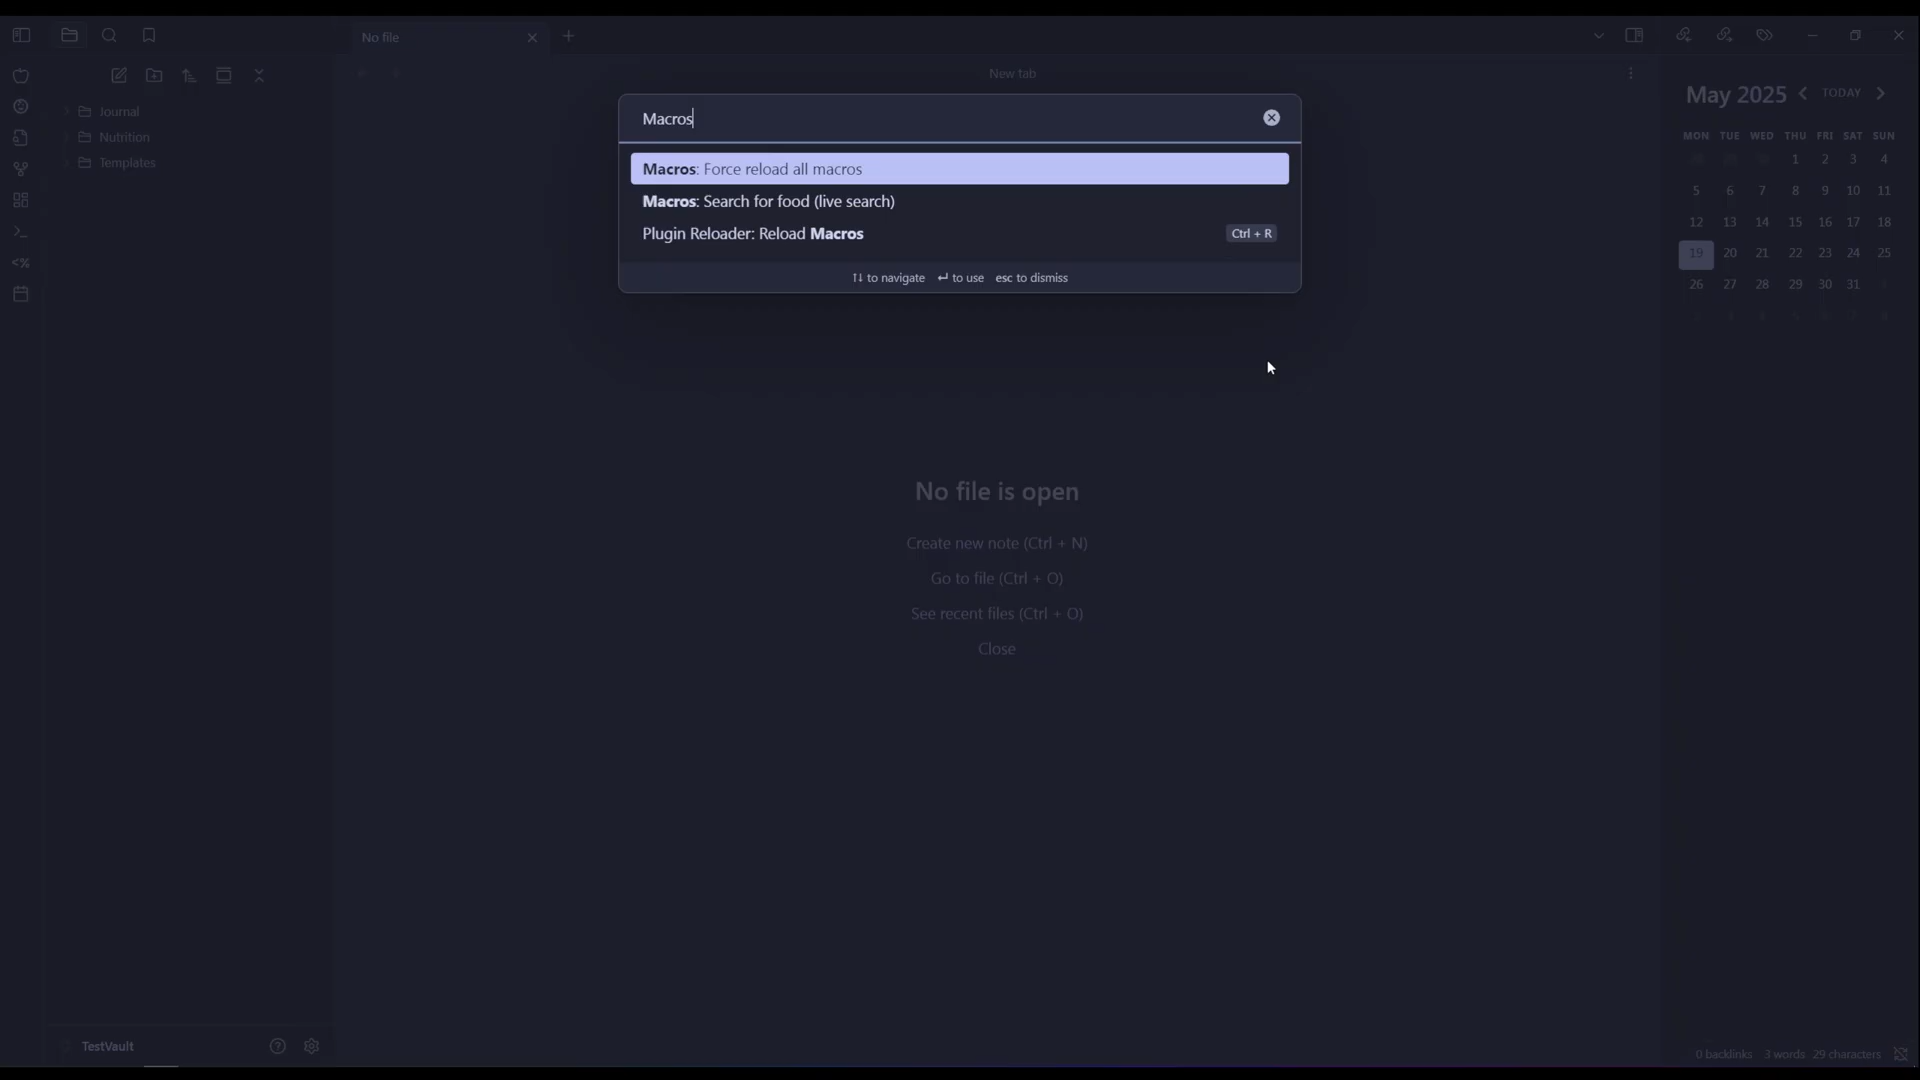 No file
New tab
Journal
Nutrition
Templates
Macros
Macros: Force reload all macros
Macros: Search for food (live search)
Plugin Reloader: Reload Macros Ctrl + R
↑↓ to navigate ↵ to use esc to dismiss
No file is open
Create new note (Ctrl + N)
Go to file (Ctrl + O)
See recent files (Ctrl + O)
Close
May 2025 TODAY
MON TUE WED THU FRI SAT SUN
1 2 3 4
5 6 7 8 9 10 11
12 13 14 15 16 17 18
19 20 21 22 23 24 25
26 27 28 29 30 31
TestVault
0 backlinks 3 words 29 characters